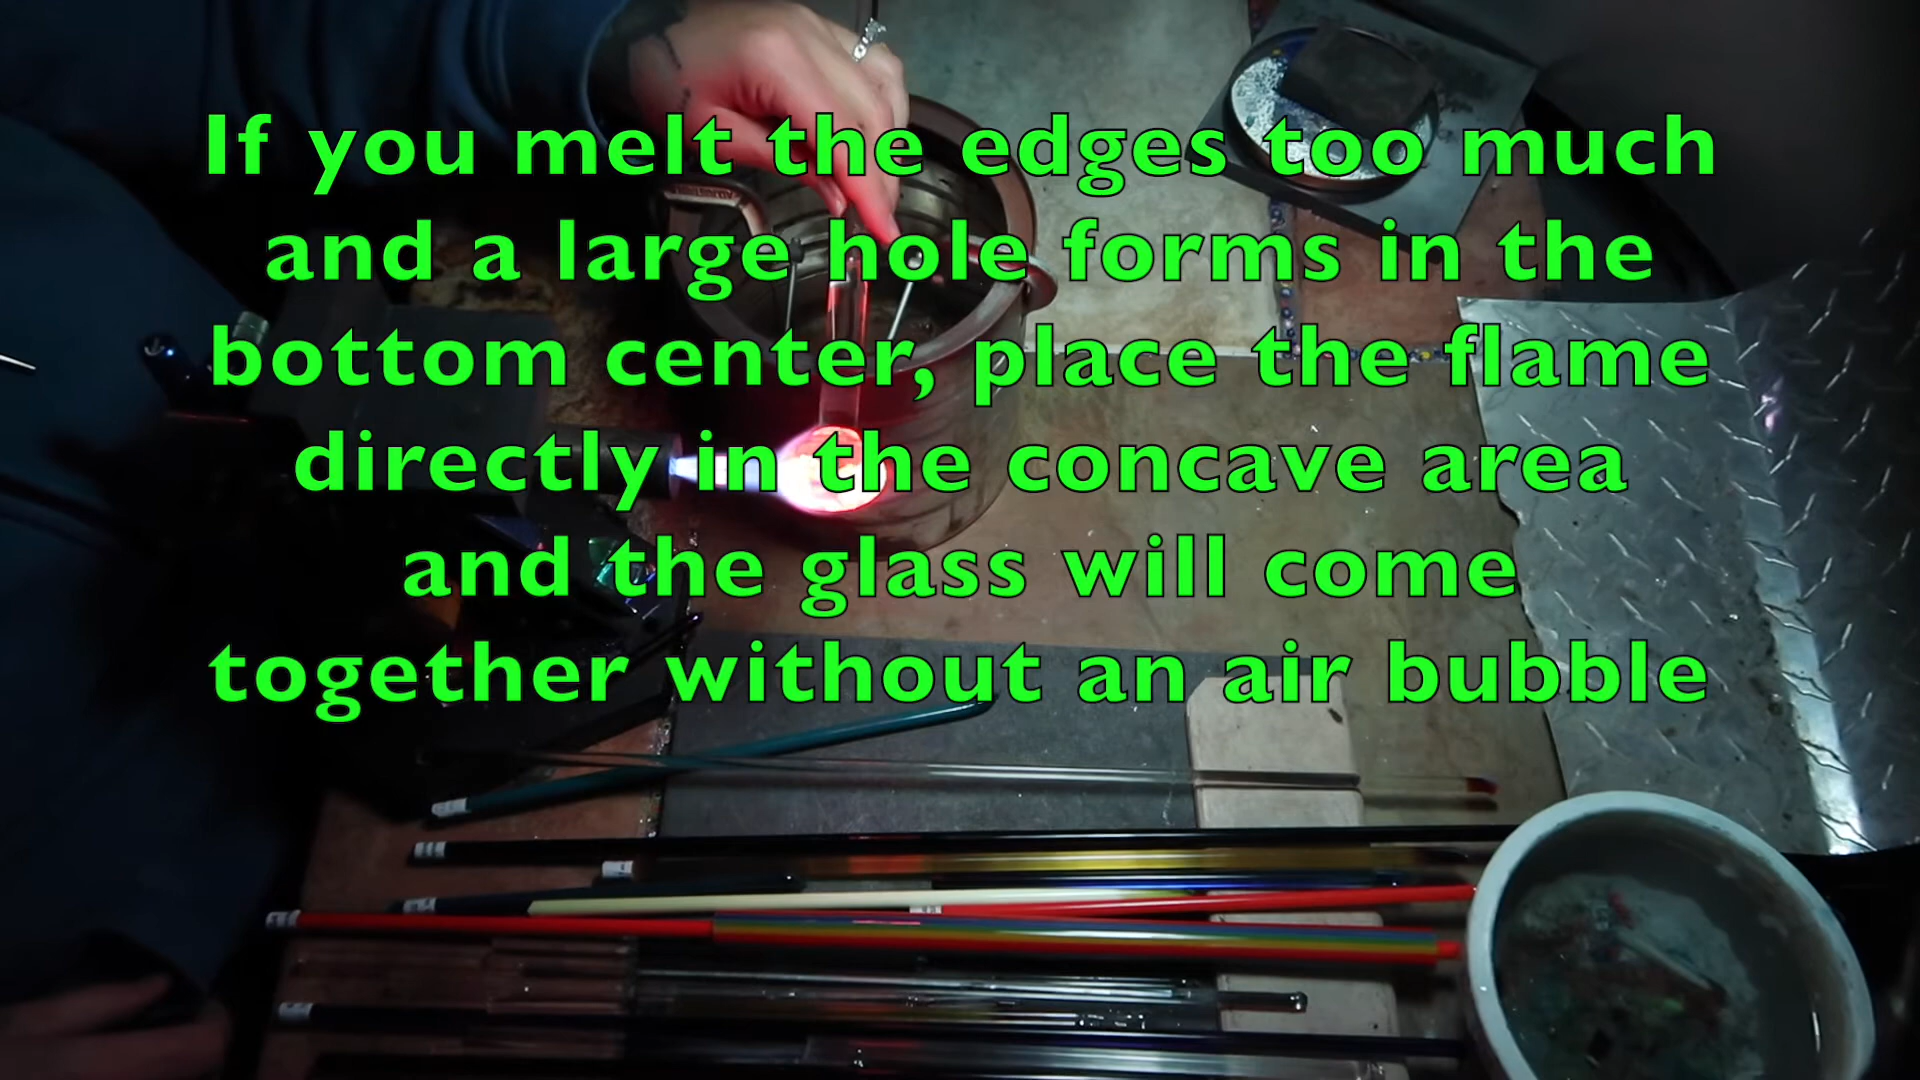 If you melt the edges too much
and a large hole forms in the
bottom center, place the flame
directly in the concave area
and the glass will come
together without an air bubble